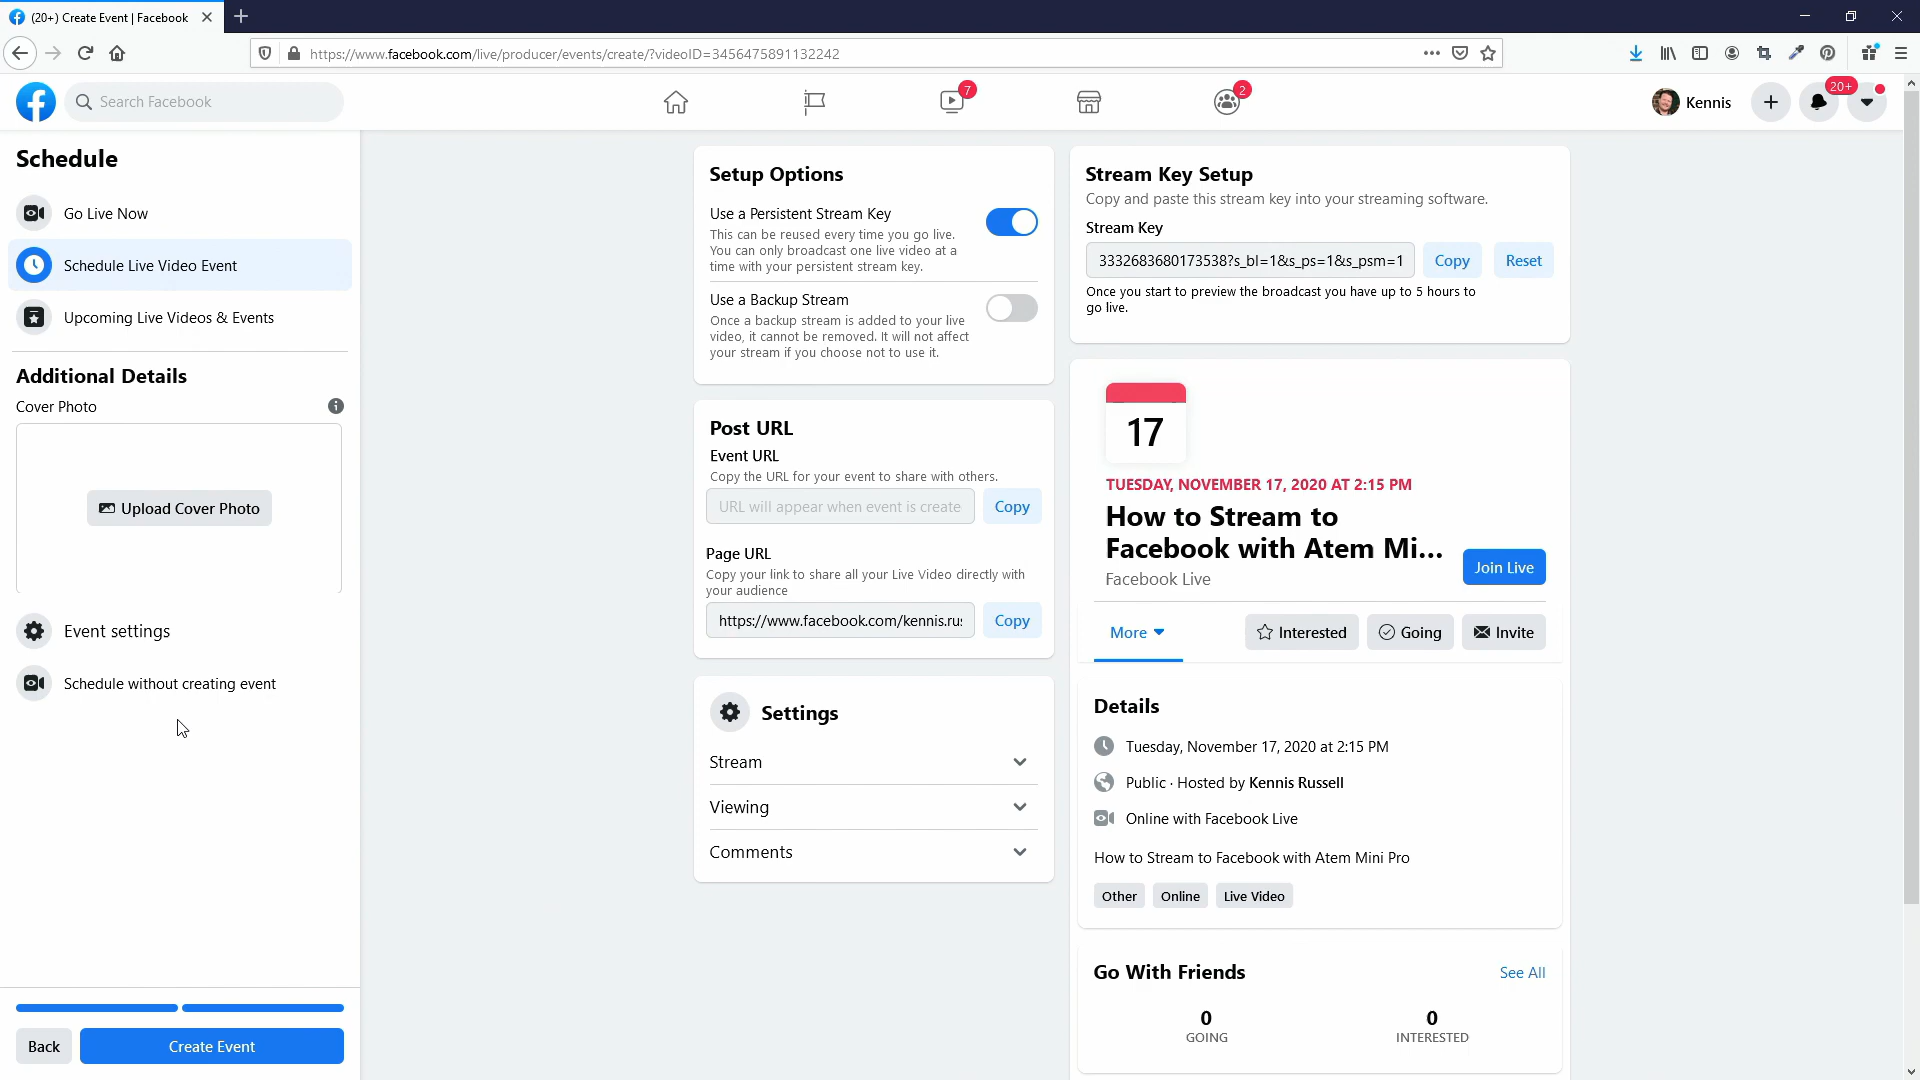 (20+) Create Event | Facebook
https://www.facebook.com/live/producer/events/create/?videoID=3456475891132242
Search Facebook
7
2
Kennis
20+
Schedule
Go Live Now
Schedule Live Video Event
Upcoming Live Videos & Events
Additional Details
Cover Photo
Upload Cover Photo
Event settings
Schedule without creating event
Back
Create Event
Setup Options
Use a Persistent Stream Key
This can be reused every time you go live.
You can only broadcast one live video at a
time with your persistent stream key.
Use a Backup Stream
Once a backup stream is added to your live
video, it cannot be removed. It will not affect
your stream if you choose not to use it.
Post URL
Event URL
Copy the URL for your event to share with others.
URL will appear when event is create
Copy
Page URL
Copy your link to share all your Live Video directly with
your audience
https://www.facebook.com/kennis.ru
Copy
Settings
Stream
Viewing
Comments
Stream Key Setup
Copy and paste this stream key into your streaming software.
Stream Key
3332683680173538?s_bl=1&s_ps=1&s_psm=1
Copy
Reset
Once you start to preview the broadcast you have up to 5 hours to
go live.
17
TUESDAY, NOVEMBER 17, 2020 AT 2:15 PM
How to Stream to
Facebook with Atem Mi...
Facebook Live
Join Live
More
Interested
Going
Invite
Details
Tuesday, November 17, 2020 at 2:15 PM
Public · Hosted by Kennis Russell
Online with Facebook Live
How to Stream to Facebook with Atem Mini Pro
Other
Online
Live Video
Go With Friends
See All
0
GOING
0
INTERESTED